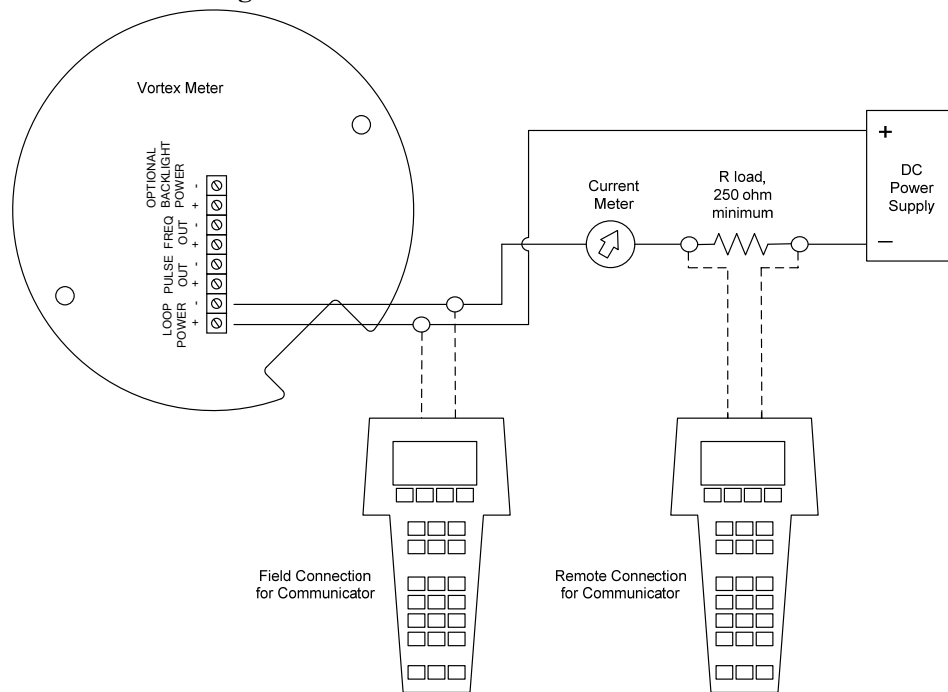 Vortex Meter
OPTIONAL
BACKLIGHT
POWER
- +
FREQ
OUT
- +
PULSE
OUT
- +
LOOP
POWER
- +
Current
Meter
R load,
250 ohm
minimum
+
DC
Power
Supply
–
Field Connection
for Communicator
Remote Connection
for Communicator